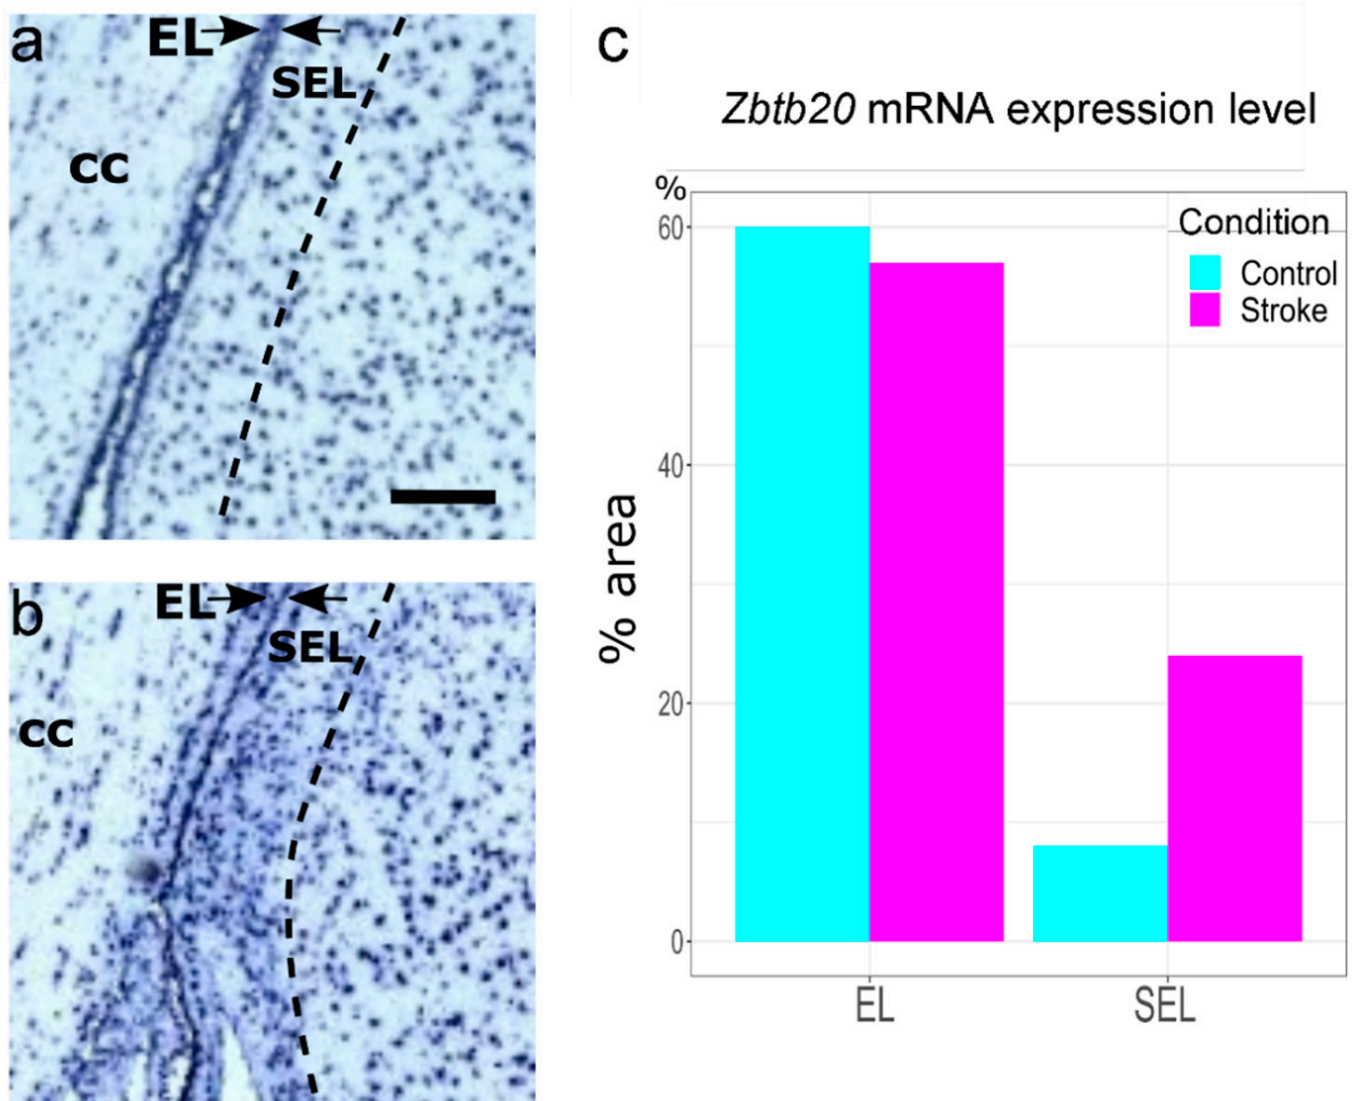 a
EL
SEL
cc
b
EL
SEL
cc
c
Zbtb20 mRNA expression level
%
60
40
20
0
% area
Condition
Control
Stroke
EL
SEL